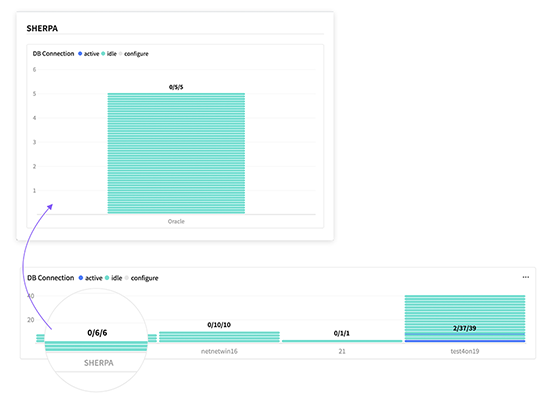 SHERPA
DB Connection active idle configure
6
0/5/5
5
4
3
2
1
Oracle
DB Connection active idle configure
40
20
0/6/6
0/10/10
0/1/1
2/37/39
SHERPA
netnetwin16
21
test4on19